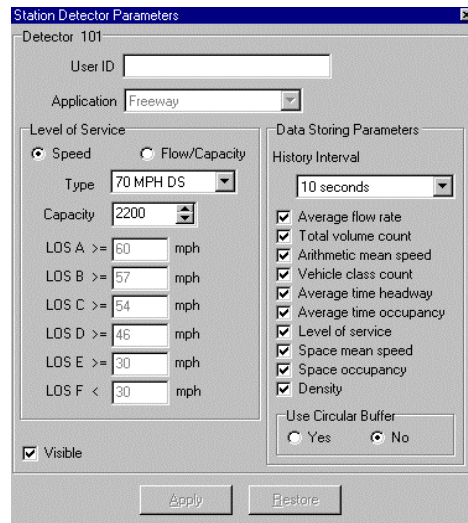 Station Detector Parameters
Detector 101
User ID
Application Freeway
Level of Service
Speed Flow/Capacity
Type 70 MPH DS
Capacity 2200
LOS A >= 60 mph
LOS B >= 57 mph
LOS C >= 54 mph
LOS D >= 46 mph
LOS E >= 30 mph
LOS F < 30 mph
Visible
Data Storing Parameters
History Interval
10 seconds
Average flow rate
Total volume count
Arithmetic mean speed
Vehicle class count
Average time headway
Average time occupancy
Level of service
Space mean speed
Space occupancy
Density
Use Circular Buffer
Yes No
Apply Restore